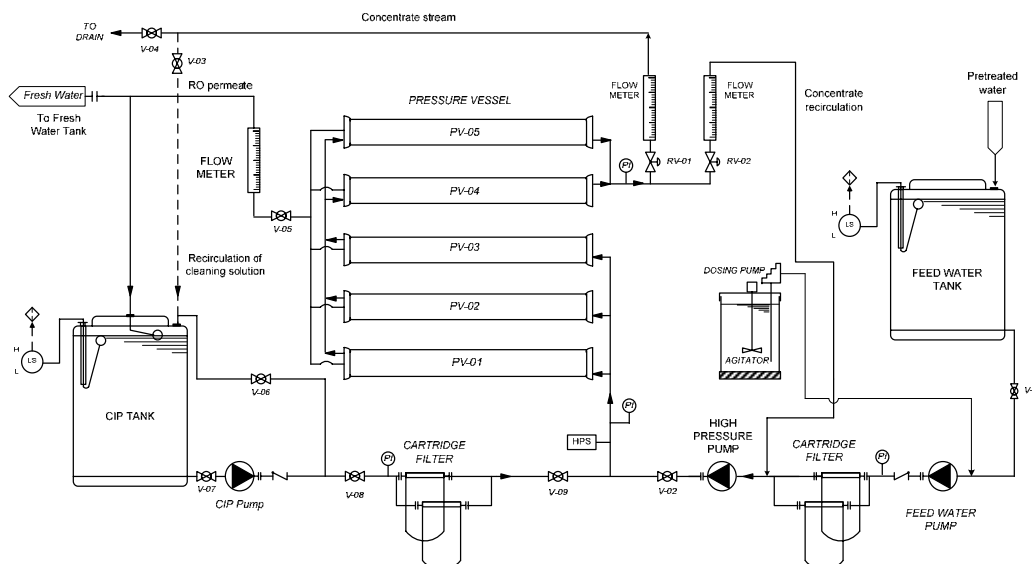 Concentrate stream
TO
DRAIN
V-04
V-03
RO permeate
Fresh Water
To Fresh
Water Tank
FLOW
METER
V-05
Recirculation of
cleaning solution
PRESSURE VESSEL
PV-05
PV-04
PV-03
PV-02
PV-01
FLOW
METER
FLOW
METER
PI
RV-01
RV-02
Concentrate
recirculation
Pretreated
water
H
L
LS
FEED WATER
TANK
DOSING PUMP
AGITATOR
H
L
LS
CIP TANK
V-06
V-07
CIP Pump
V-08
PI
CARTRIDGE
FILTER
V-09
HPS
PI
V-02
HIGH
PRESSURE
PUMP
CARTRIDGE
FILTER
PI
FEED WATER
PUMP
V-